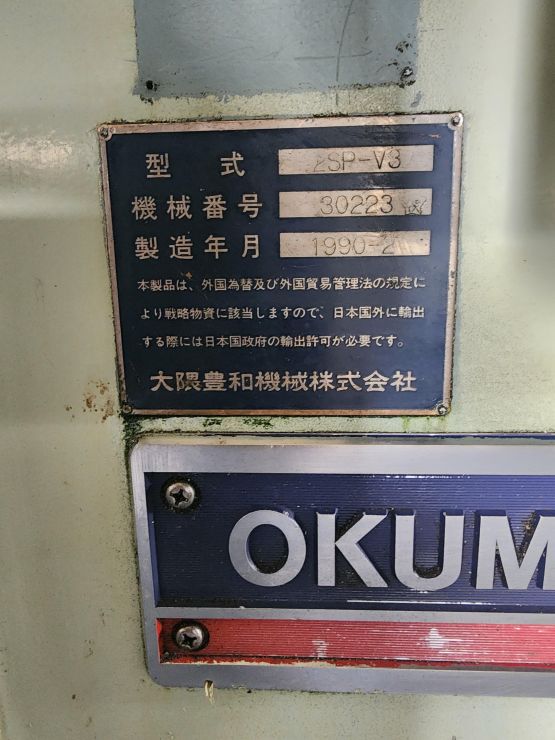 型式 2SP-V3
機械番号 30223
製造年月 1990-2
本製品は、外国為替及び外国貿易管理法の規定に
より戦略物資に該当しますので、日本国外に輸出
する際には日本国政府の輸出許可が必要です。
大隈豊和機械株式会社
OKUM